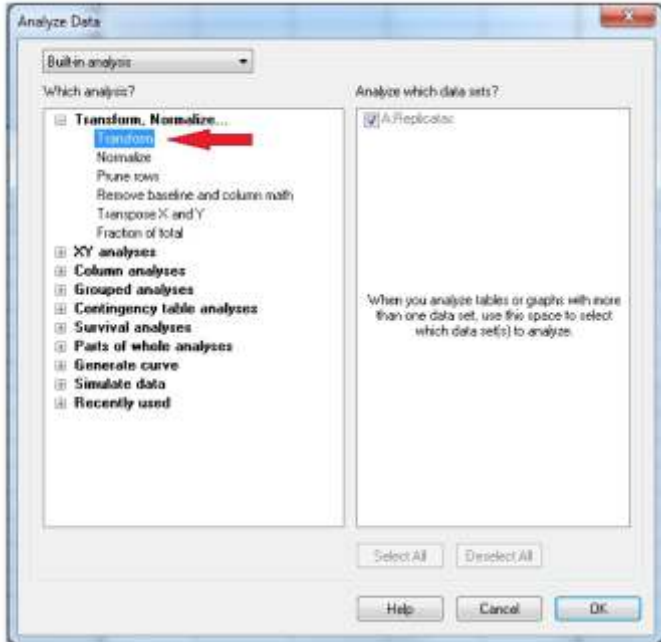 Analyze Data
Built-in analysis
Which analysis?
Transform, Normalize...
Transform
Normalize
Prune rows
Remove baseline and column math
Transpose X and Y
Fraction of total
XY analyses
Column analyses
Grouped analyses
Contingency table analyses
Survival analyses
Parts of whole analyses
Generate curve
Simulate data
Recently used
Analyze which data sets?
A:Replicates
When you analyze tables or graphs with more
than one data set, use this space to select
which data set(s) to analyze.
Select All
Deselect All
Help
Cancel
OK